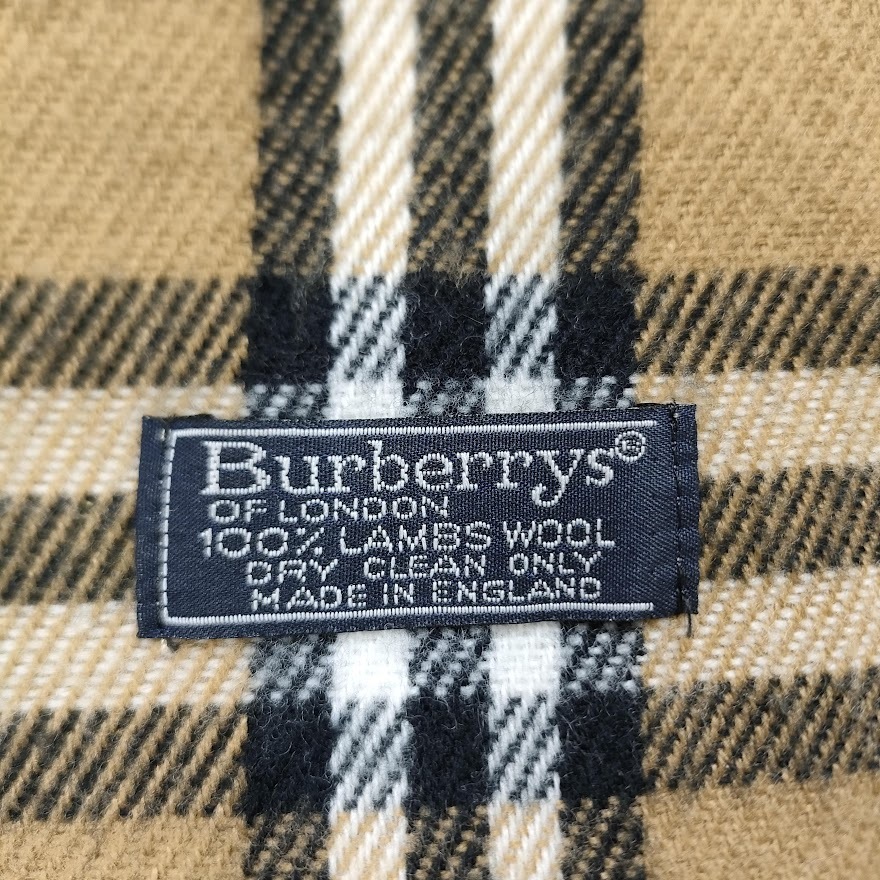 Burberrys®
OF LONDON
100% LAMBS WOOL
DRY CLEAN ONLY
MADE IN ENGLAND